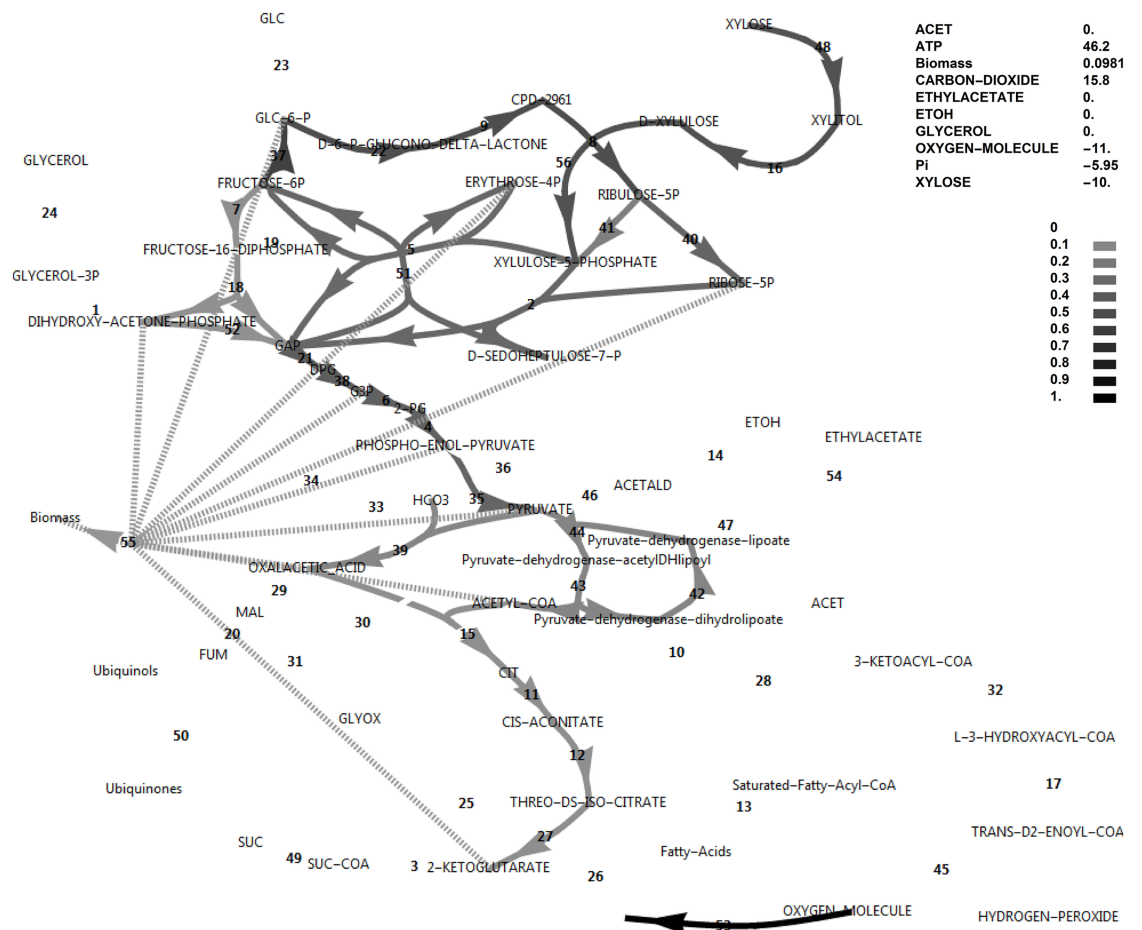 GLC
XYLOSE
ACET 0.
48
ATP 46.2
Biomass 0.0981
23
CARBON−DIOXIDE 15.8
CPD−2961
ETHYLACETATE 0.
GLC−6−P
D−XYLULOSE
XYLITOL
ETOH 0.
9
GLYCEROL 0.
D−6−P−GLUCONO−DELTA−LACTONE
8
22
OXYGEN−MOLECULE −11.
37
56
16
Pi −5.95
GLYCEROL
FRUCTOSE−6P
ERYTHROSE−4P
XYLOSE −10.
RIBULOSE−5P
24
7
41
0
19
40
0.1
FRUCTOSE−16−DIPHOSPHATE
5
0.2
XYLULOSE−5−PHOSPHATE
GLYCEROL−3P
51
0.3
18
RIBOSE−5P
0.4
1
2
0.5
DIHYDROXY−ACETONE−PHOSPHATE
52
0.6
GAP
0.7
21
D−SEDOHEPTULOSE−7−P
0.8
DPG
38
0.9
G3P
6
1.
2−PG
4
ETOH
PHOSPHO−ENOL−PYRUVATE
ETHYLACETATE
36
14
34
54
46
ACETALD
HCO3
35
33
PYRUVATE
Biomass
47
44
55
Pyruvate−dehydrogenase−lipoate
39
Pyruvate−dehydrogenase−acetylDHlipoyl
OXALACETIC_ACID
29
43
42
MAL
ACETYL−COA
ACET
30
Pyruvate−dehydrogenase−dihydrolipoate
20
15
FUM
10
31
3−KETOACYL−COA
Ubiquinols
CIT
28
11
32
GLYOX
CIS−ACONITATE
50
L−3−HYDROXYACYL−COA
12
Ubiquinones
Saturated−Fatty−Acyl−CoA
17
25
THREO−DS−ISO−CITRATE
13
27
TRANS−D2−ENOYL−COA
SUC
Fatty−Acids
49
SUC−COA
3
2−KETOGLUTARATE
26
45
OXYGEN−MOLECULE
HYDROGEN−PEROXIDE
53